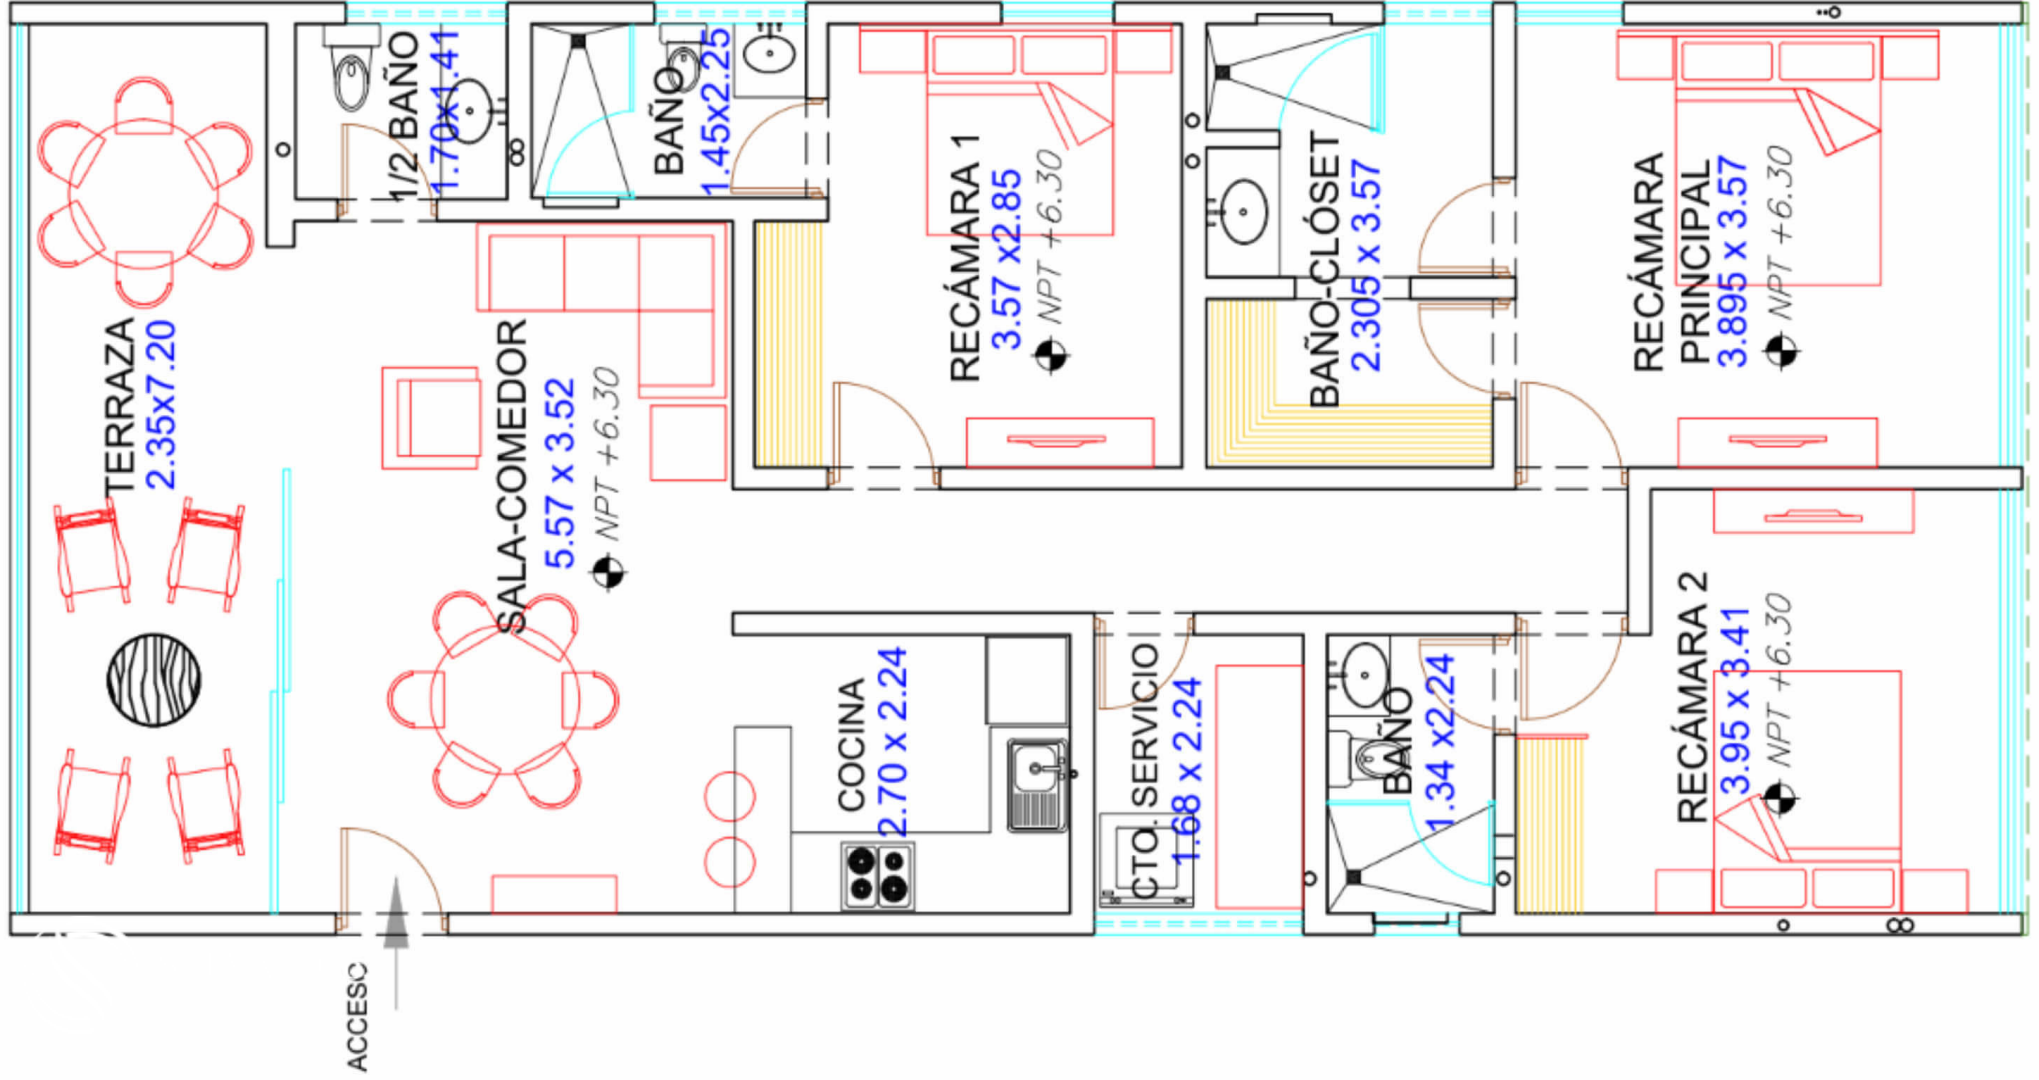 TERRAZA
2.35x7.20
1/2 BAÑO
1.70x1.41
BAÑO
1.45x2.25
SALA-COMEDOR
5.57 x 3.52
NPT +6.30
RECÁMARA 1
3.57 x2.85
NPT +6.30
BAÑO-CLÓSET
2.305 x 3.57
RECÁMARA
PRINCIPAL
3.895 x 3.57
NPT +6.30
COCINA
2.70 x 2.24
CTO. SERVICIO
1.68 x 2.24
BAÑO
1.34 x2.24
RECÁMARA 2
3.95 x 3.41
NPT +6.30
ACCESO